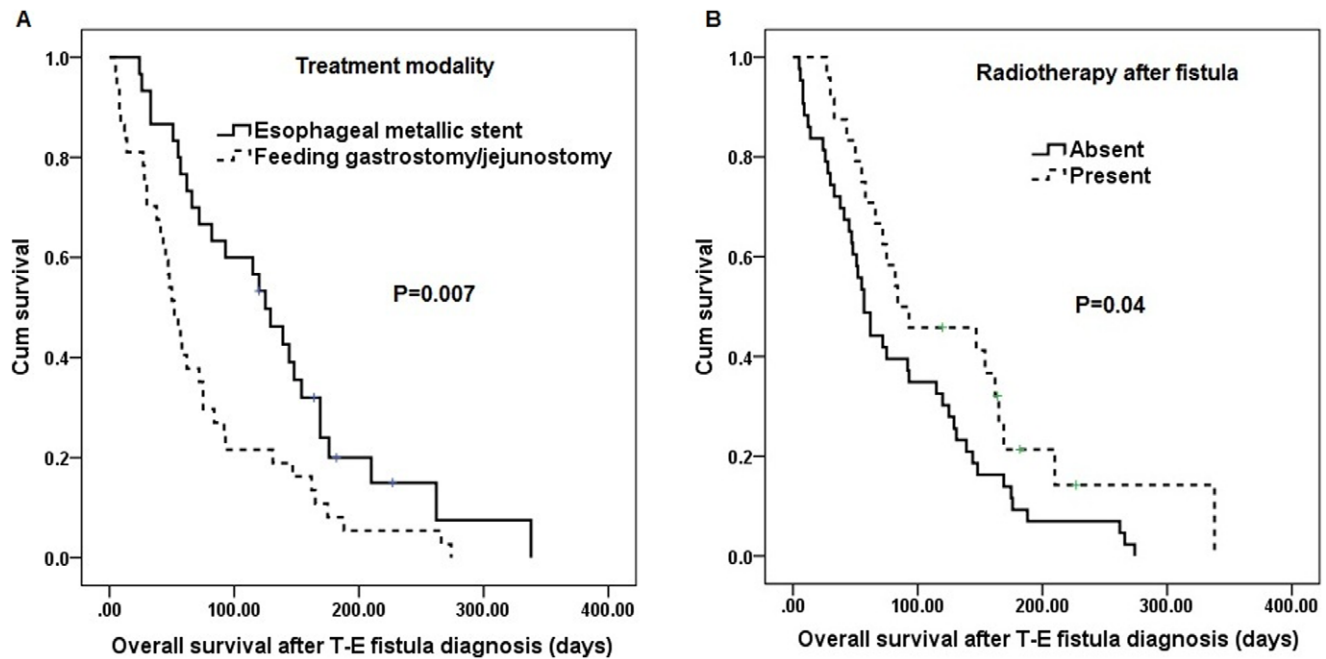 A
Treatment modality
Esophageal metallic stent
Feeding gastrostomy/jejunostomy
P=0.007
Cum survival
1.0
0.8
0.6
0.4
0.2
0.0
.00 100.00 200.00 300.00 400.00
Overall survival after T-E fistula diagnosis (days)
B
Radiotherapy after fistula
Absent
Present
P=0.04
Cum survival
1.0
0.8
0.6
0.4
0.2
0.0
.00 100.00 200.00 300.00 400.00
Overall survival after T-E fistula diagnosis (days)